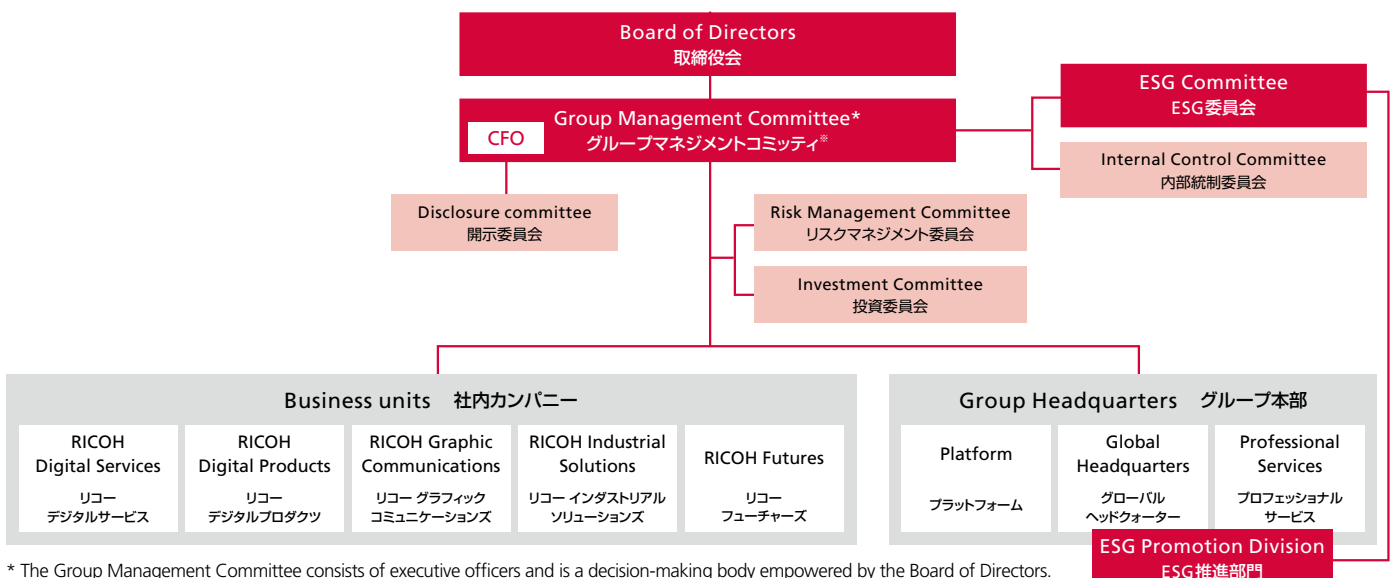 Board of Directors
取締役会
ESG Committee
ESG委員会
Group Management Committee*
CFO
グループマネジメントコミッティ※
Internal Control Committee
内部統制委員会
Disclosure committee
開示委員会
Risk Management Committee
リスクマネジメント委員会
Investment Committee
投資委員会
Business units 社内カンパニー
RICOH
Digital Services
リコー
デジタルサービス
RICOH
Digital Products
リコー
デジタルプロダクツ
RICOH Graphic
Communications
リコー グラフィック
コミュニケーションズ
RICOH Industrial
Solutions
リコー インダストリアル
ソリューションズ
RICOH Futures
リコー
フューチャーズ
Group Headquarters グループ本部
Platform
プラットフォーム
Global
Headquarters
グローバル
ヘッドクォーター
Professional
Services
プロフェッショナル
サービス
ESG Promotion Division
ESG推進部門
* The Group Management Committee consists of executive officers and is a decision-making body empowered by the Board of Directors.